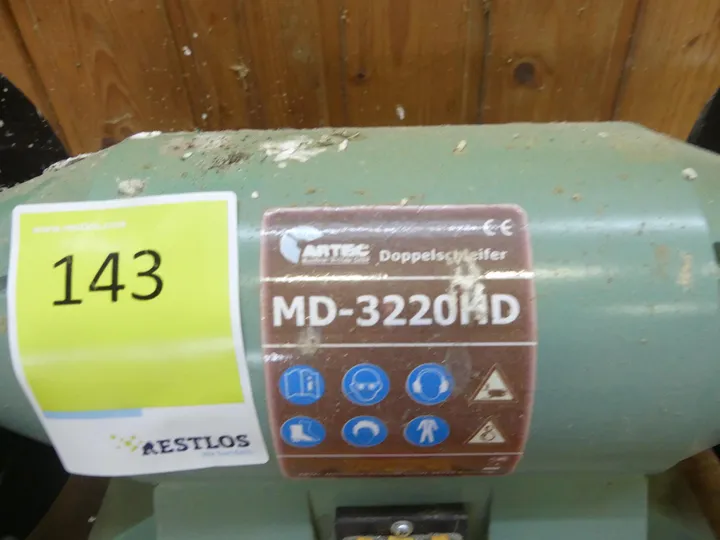 143
RESTLOS
ARTEC
Doppelschleifer
CE
MD-3220HD